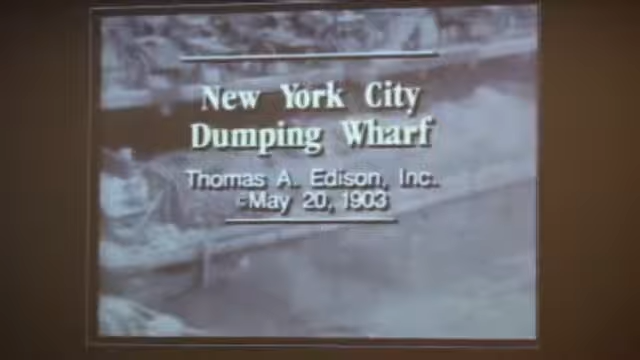 New York City
Dumping Wharf
Thomas A. Edison, Inc.
©May 20, 1903